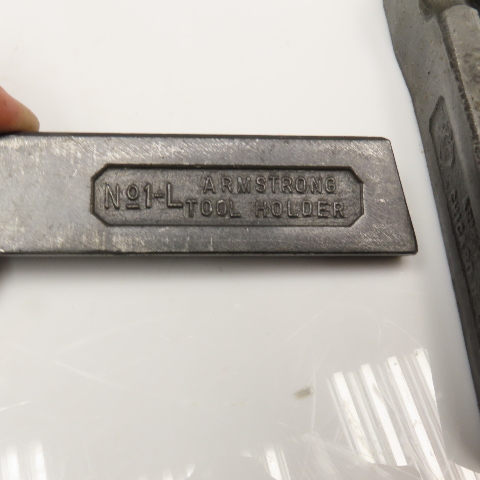 No1-L ARMSTRONG
TOOL HOLDER